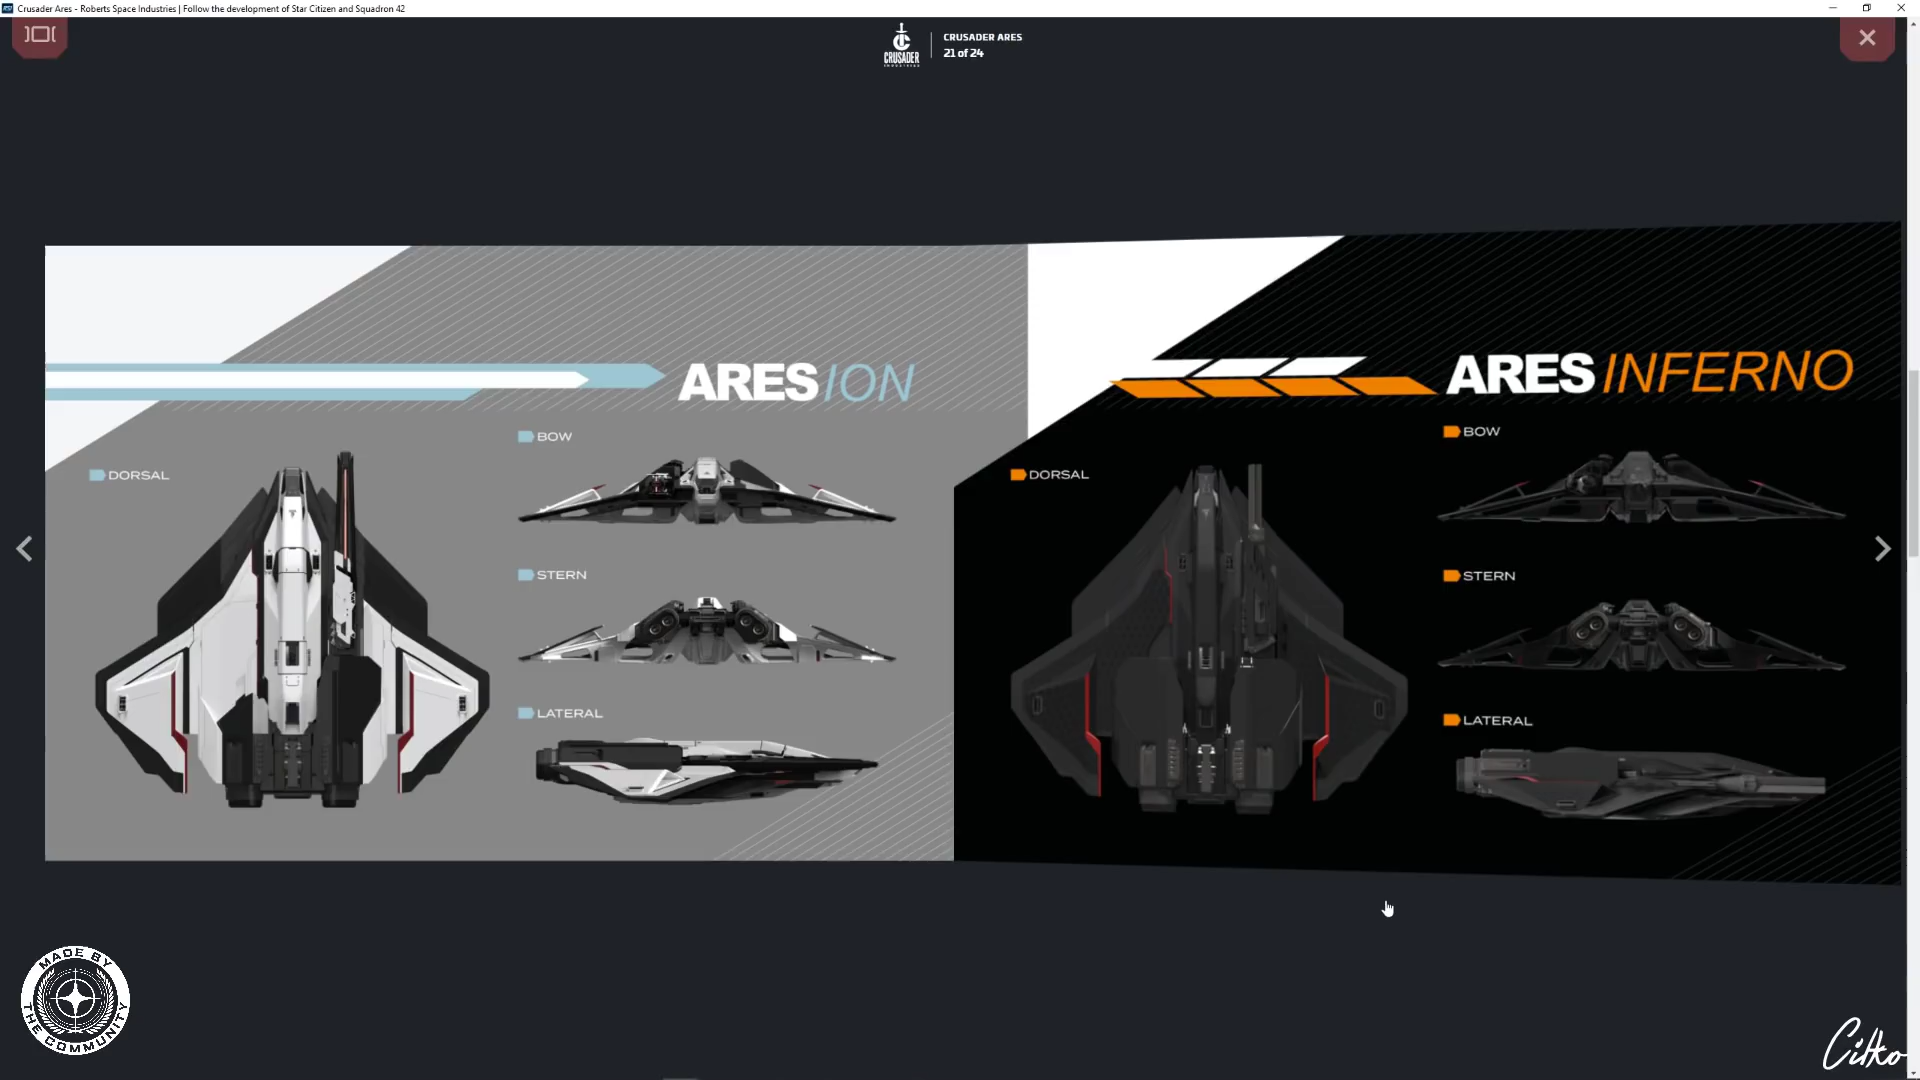 Crusader Ares - Roberts Space Industries | Follow the development of Star Citizen and Squadron 42
CRUSADER
INDUSTRIES
CRUSADER ARES
21 of 24
ARES ION
DORSAL
BOW
STERN
LATERAL
ARES INFERNO
DORSAL
BOW
STERN
LATERAL
MADE BY
THE COMMUNITY